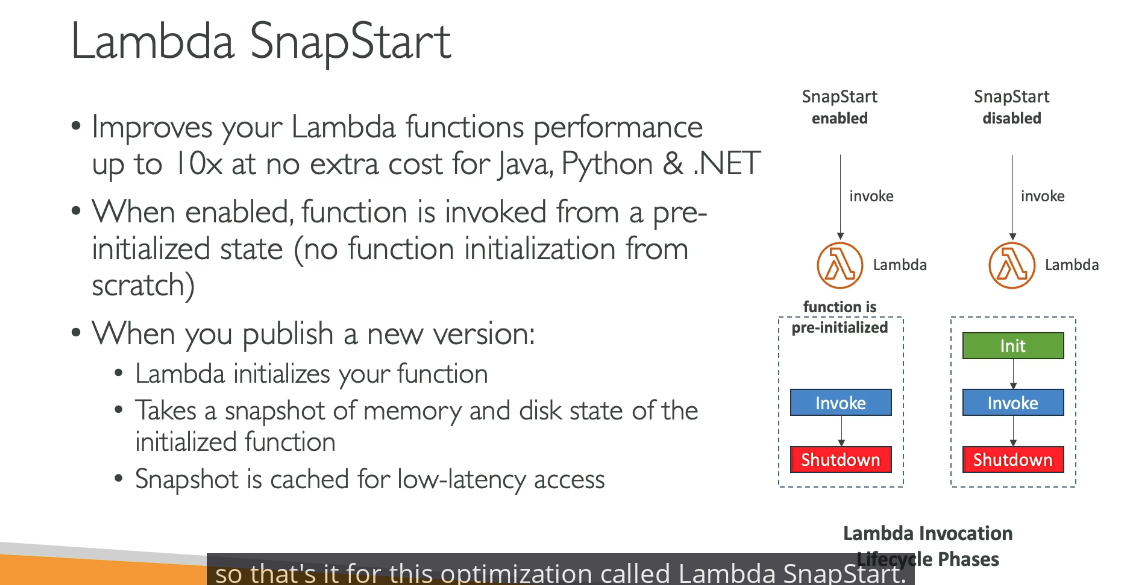 Lambda SnapStart
• Improves your Lambda functions performance
up to 10x at no extra cost for Java, Python & .NET
• When enabled, function is invoked from a pre-
initialized state (no function initialization from
scratch)
• When you publish a new version:
• Lambda initializes your function
• Takes a snapshot of memory and disk state of the
initialized function
• Snapshot is cached for low-latency access
SnapStart
enabled
invoke
Lambda
function is
pre-initialized
Invoke
Shutdown
SnapStart
disabled
invoke
Lambda
Init
Invoke
Shutdown
Lambda Invocation
Lifecycle Phases
so that's it for this optimization called Lambda SnapStart.